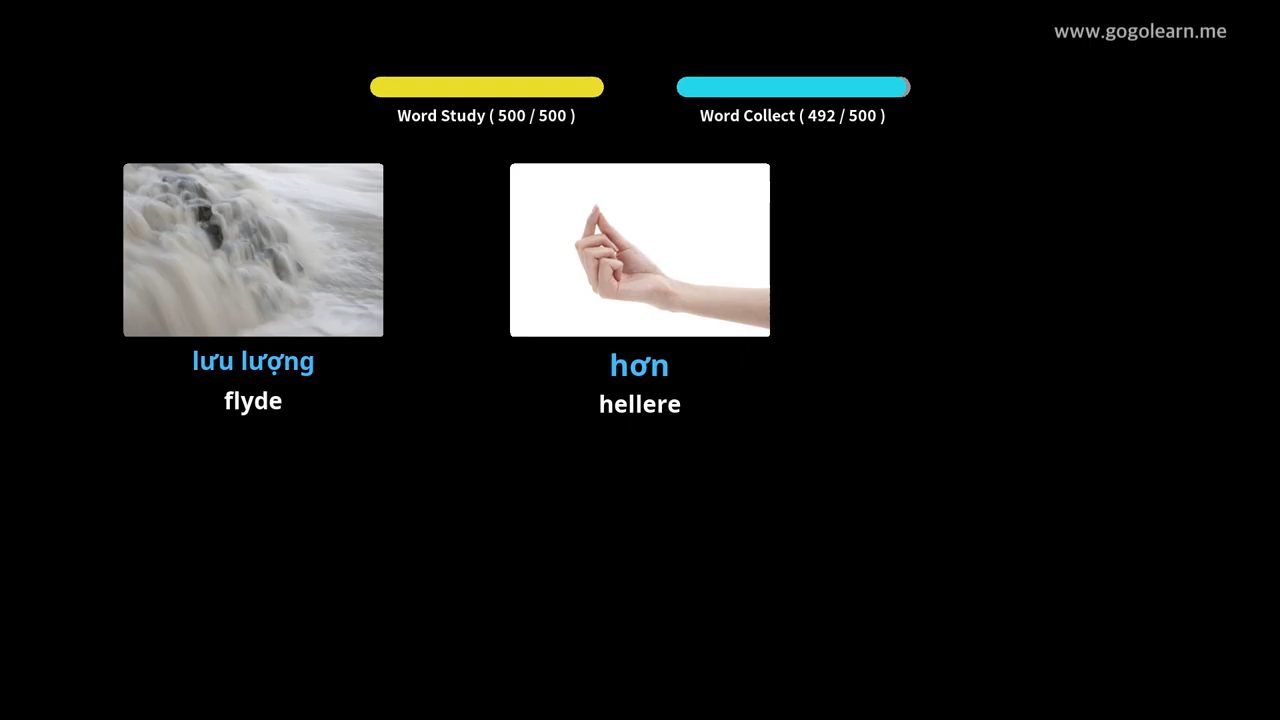 www.gogolearn.me
Word Study ( 500 / 500 )
Word Collect ( 492 / 500 )
lưu lượng
flyde
hơn
hellere